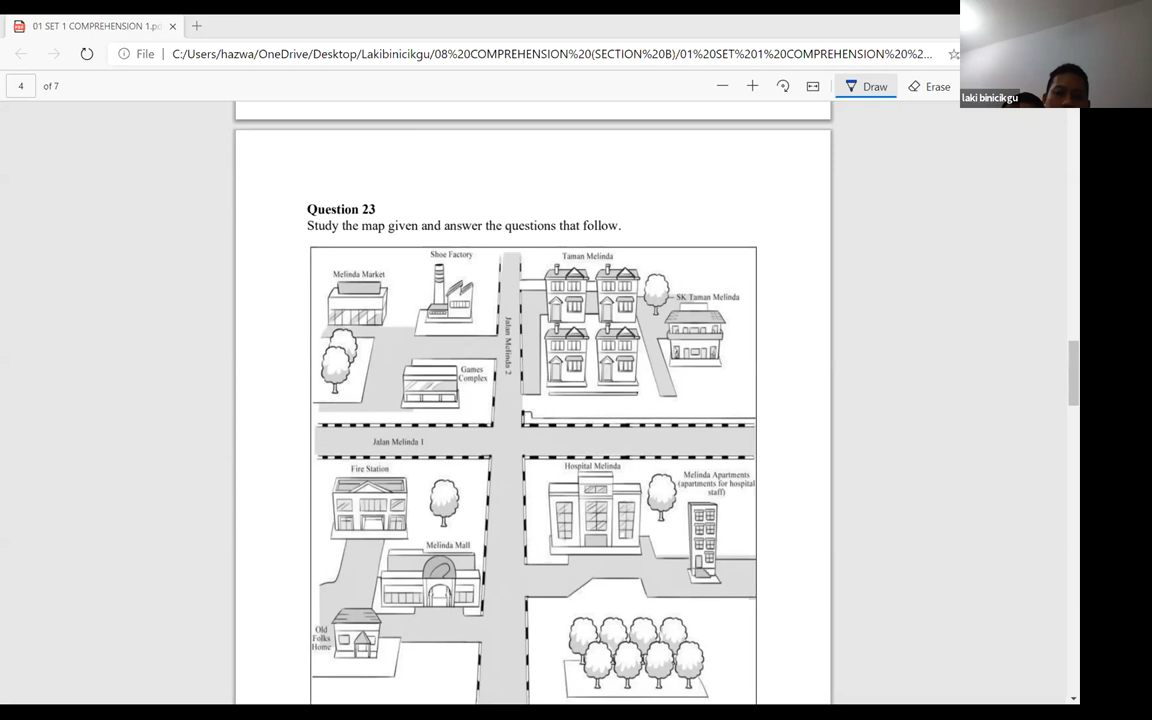 01 SET 1 COMPREHENSION 1.pd
File
C:/Users/hazwa/OneDrive/Desktop/Lakibinicikgu/08%20COMPREHENSION%20(SECTION%20B)/01%20SET%201%20COMPREHENSION%20%2...
4 of 7
Draw
Erase
laki binicikgu
Question 23
Study the map given and answer the questions that follow.
Shoe Factory
Taman Melinda
Melinda Market
SK Taman Melinda
Jalan Melinda 2
Games
Complex
Jalan Melinda 1
Fire Station
Hospital Melinda
Melinda Apartments
(apartments for hospital
staff)
Melinda Mall
Old
Folks
Home